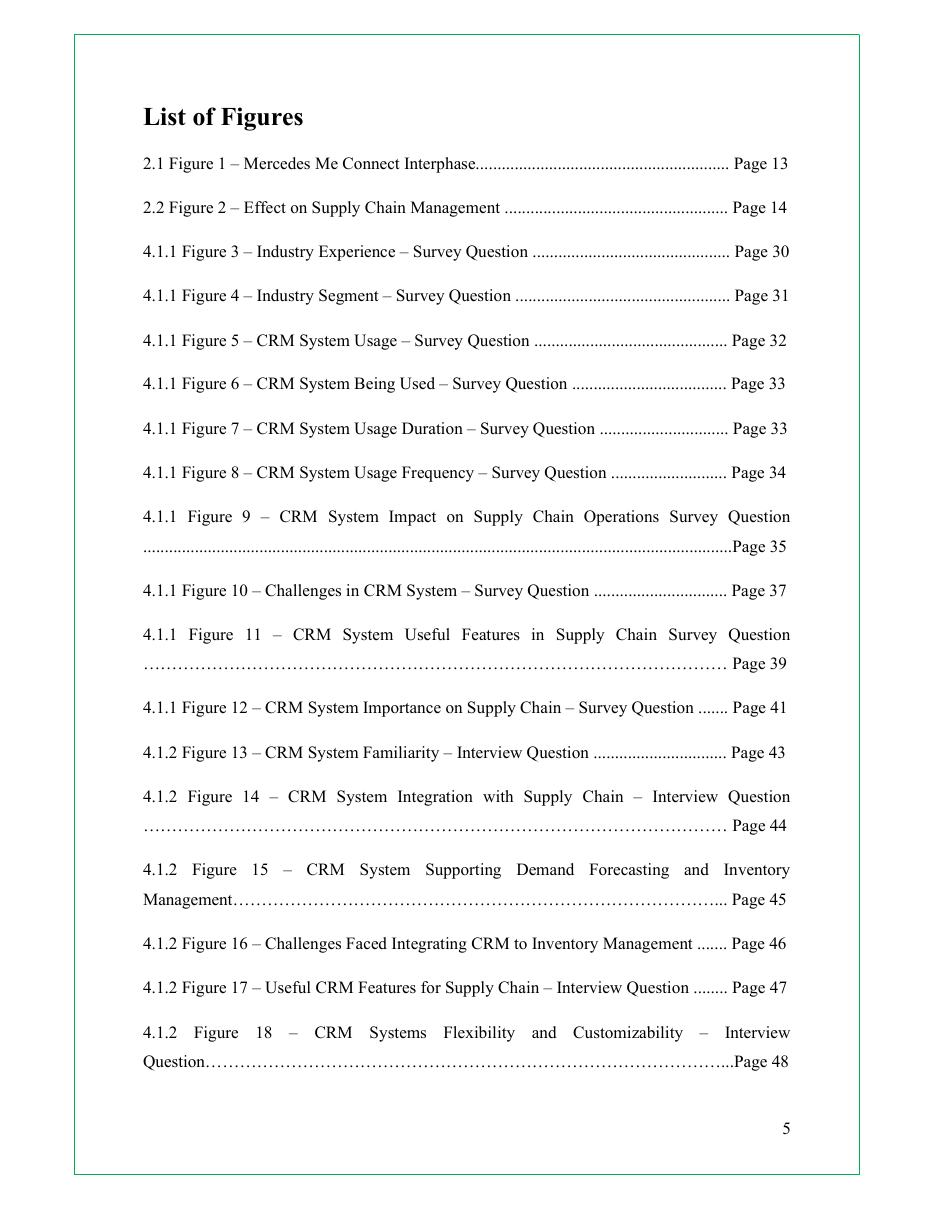 List of Figures
2.1 Figure 1 – Mercedes Me Connect Interphase.......................................................... Page 13
2.2 Figure 2 – Effect on Supply Chain Management .................................................... Page 14
4.1.1 Figure 3 – Industry Experience – Survey Question .............................................. Page 30
4.1.1 Figure 4 – Industry Segment – Survey Question .................................................. Page 31
4.1.1 Figure 5 – CRM System Usage – Survey Question ............................................. Page 32
4.1.1 Figure 6 – CRM System Being Used – Survey Question .................................... Page 33
4.1.1 Figure 7 – CRM System Usage Duration – Survey Question .............................. Page 33
4.1.1 Figure 8 – CRM System Usage Frequency – Survey Question ........................... Page 34
4.1.1 Figure 9 – CRM System Impact on Supply Chain Operations Survey Question
.........................................................................................................................................Page 35
4.1.1 Figure 10 – Challenges in CRM System – Survey Question ............................... Page 37
4.1.1 Figure 11 – CRM System Useful Features in Supply Chain Survey Question
………………………………………………………………………………………… Page 39
4.1.1 Figure 12 – CRM System Importance on Supply Chain – Survey Question ....... Page 41
4.1.2 Figure 13 – CRM System Familiarity – Interview Question ............................... Page 43
4.1.2 Figure 14 – CRM System Integration with Supply Chain – Interview Question
………………………………………………………………………………………… Page 44
4.1.2 Figure 15 – CRM System Supporting Demand Forecasting and Inventory
Management…………………………………………………………………………... Page 45
4.1.2 Figure 16 – Challenges Faced Integrating CRM to Inventory Management ....... Page 46
4.1.2 Figure 17 – Useful CRM Features for Supply Chain – Interview Question ........ Page 47
4.1.2 Figure 18 – CRM Systems Flexibility and Customizability – Interview
Question………………………………………………………………………………...Page 48
5